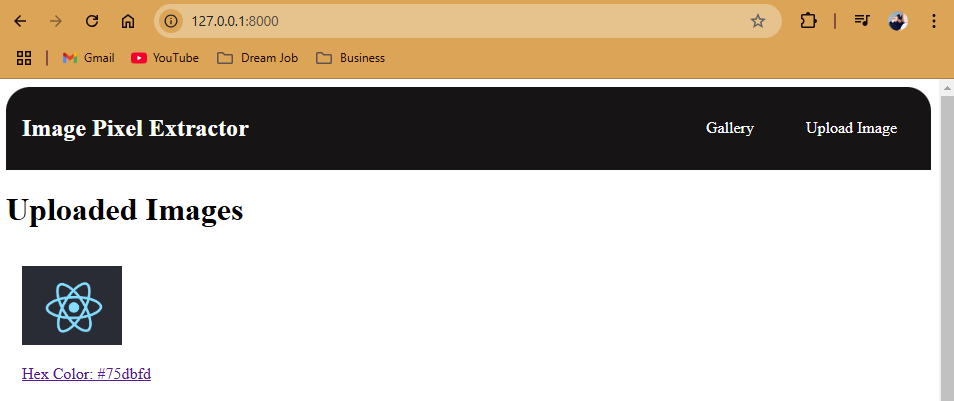 127.0.0.1:8000
Gmail YouTube Dream Job Business
Image Pixel Extractor Gallery Upload Image
Uploaded Images
Hex Color: #75dbfd